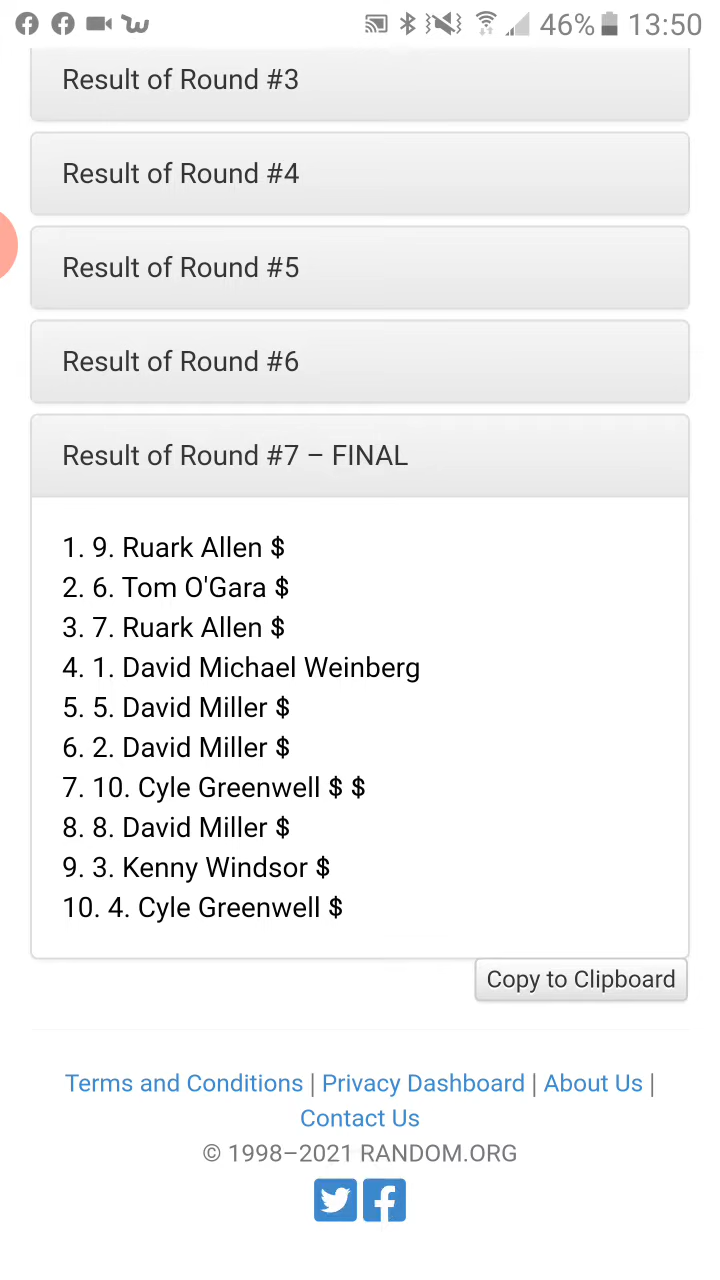 46% 13:50
Result of Round #3
Result of Round #4
Result of Round #5
Result of Round #6
Result of Round #7 – FINAL
1. 9. Ruark Allen $
2. 6. Tom O'Gara $
3. 7. Ruark Allen $
4. 1. David Michael Weinberg
5. 5. David Miller $
6. 2. David Miller $
7. 10. Cyle Greenwell $ $
8. 8. David Miller $
9. 3. Kenny Windsor $
10. 4. Cyle Greenwell $
Copy to Clipboard
Terms and Conditions | Privacy Dashboard | About Us |
Contact Us
© 1998–2021 RANDOM.ORG